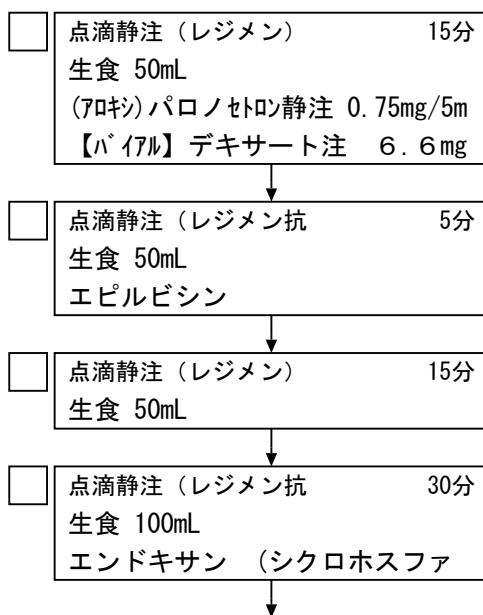 点滴静注（レジメン） 15分
生食 50mL
(ｱﾛｷｼ)パロノセトロン静注 0.75mg/5m
【ﾊﾞｲｱﾙ】デキサート注 ６.６mg
点滴静注（レジメン抗 5分
生食 50mL
エピルビシン
点滴静注（レジメン） 15分
生食 50mL
点滴静注（レジメン抗 30分
生食 100mL
エンドキサン （シクロホスファ